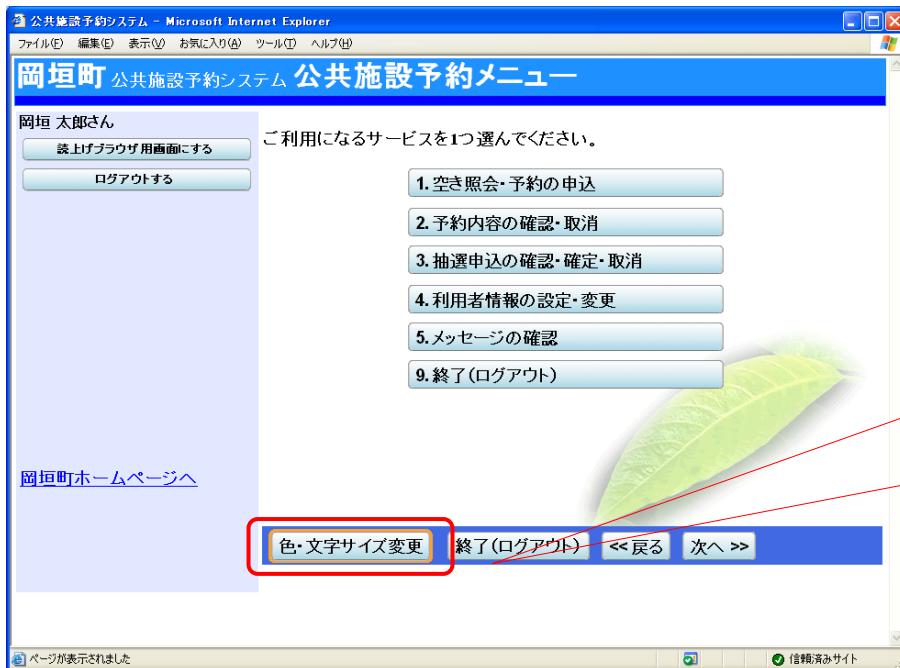 公共施設予約システム - Microsoft Internet Explorer
ファイル(F) 編集(E) 表示(V) お気に入り(A) ツール(T) ヘルプ(H)
岡垣町 公共施設予約システム 公共施設予約メニュー
岡垣 太郎さん
読上げブラウザ用画面にする
ログアウトする
ご利用になるサービスを1つ選んでください。
1.空き照会・予約の申込
2.予約内容の確認・取消
3.抽選申込の確認・確定・取消
4.利用者情報の設定・変更
5.メッセージの確認
9.終了(ログアウト)
岡垣町ホームページへ
色・文字サイズ変更 終了(ログアウト) <<戻る 次へ >>
ページが表示されました 信頼済みサイト